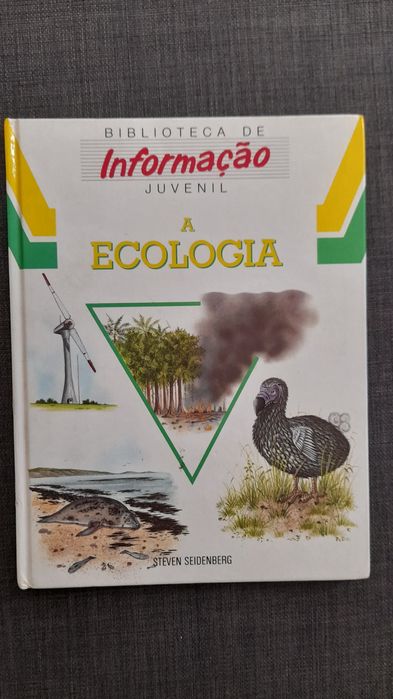 BIBLIOTECA DE
Informação
JUVENIL
A
ECOLOGIA
STEVEN SEIDENBERG